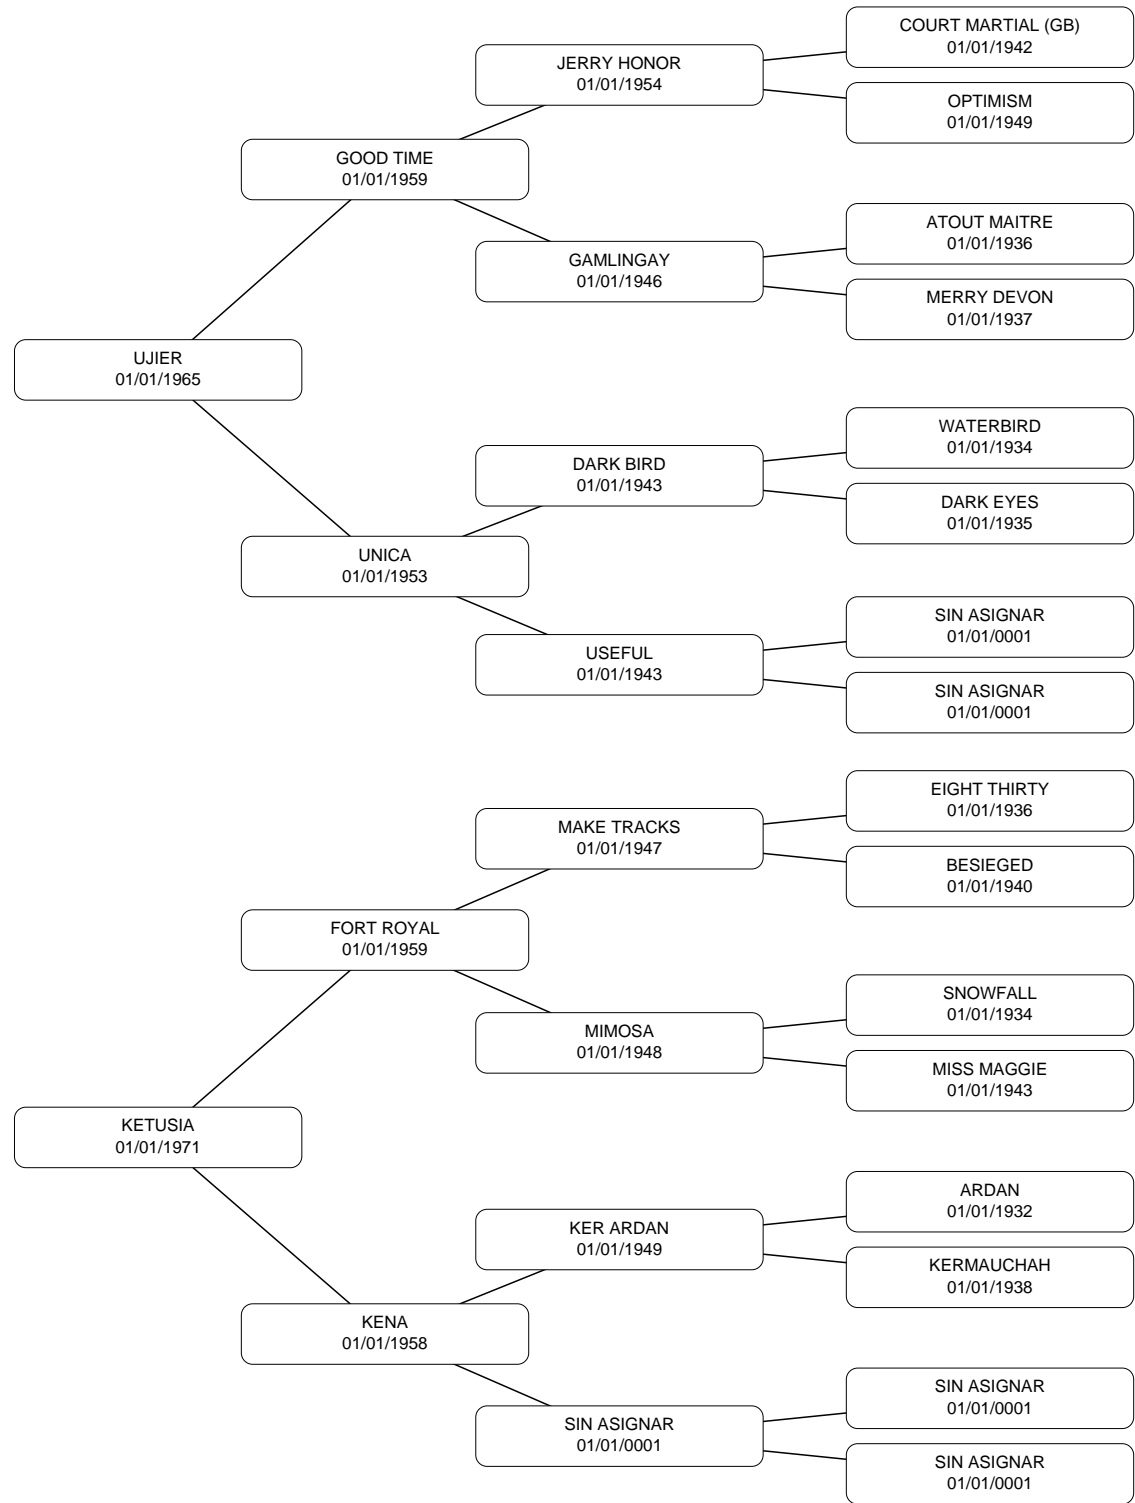 COURT MARTIAL (GB)
01/01/1942
JERRY HONOR
01/01/1954
OPTIMISM
01/01/1949
GOOD TIME
01/01/1959
ATOUT MAITRE
01/01/1936
GAMLINGAY
01/01/1946
MERRY DEVON
01/01/1937
UJIER
01/01/1965
WATERBIRD
01/01/1934
DARK BIRD
01/01/1943
DARK EYES
01/01/1935
UNICA
01/01/1953
SIN ASIGNAR
01/01/0001
USEFUL
01/01/1943
SIN ASIGNAR
01/01/0001
EIGHT THIRTY
01/01/1936
MAKE TRACKS
01/01/1947
BESIEGED
01/01/1940
FORT ROYAL
01/01/1959
SNOWFALL
01/01/1934
MIMOSA
01/01/1948
MISS MAGGIE
01/01/1943
KETUSIA
01/01/1971
ARDAN
01/01/1932
KER ARDAN
01/01/1949
KERMAUCHAH
01/01/1938
KENA
01/01/1958
SIN ASIGNAR
01/01/0001
SIN ASIGNAR
01/01/0001
SIN ASIGNAR
01/01/0001